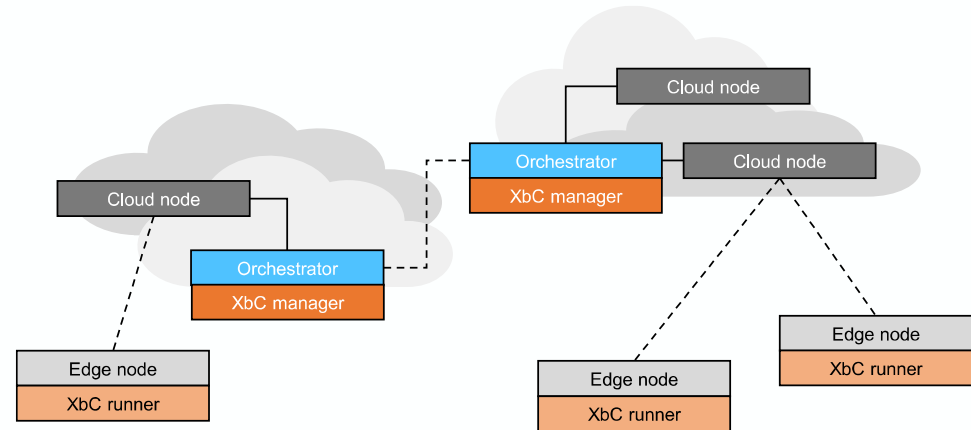 Cloud node
Orchestrator
XbC manager
Cloud node
Cloud node
Orchestrator
XbC manager
Edge node
XbC runner
Edge node
XbC runner
Edge node
XbC runner